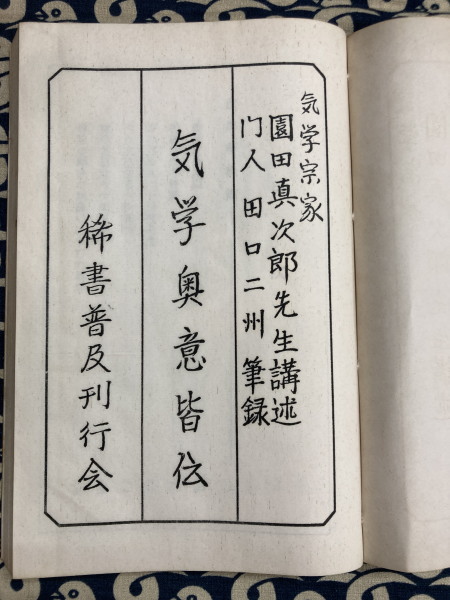 気学宗家
園田真次郎先生講述
门人田口二州筆録
気学奥意皆伝
稀書普及刊行会